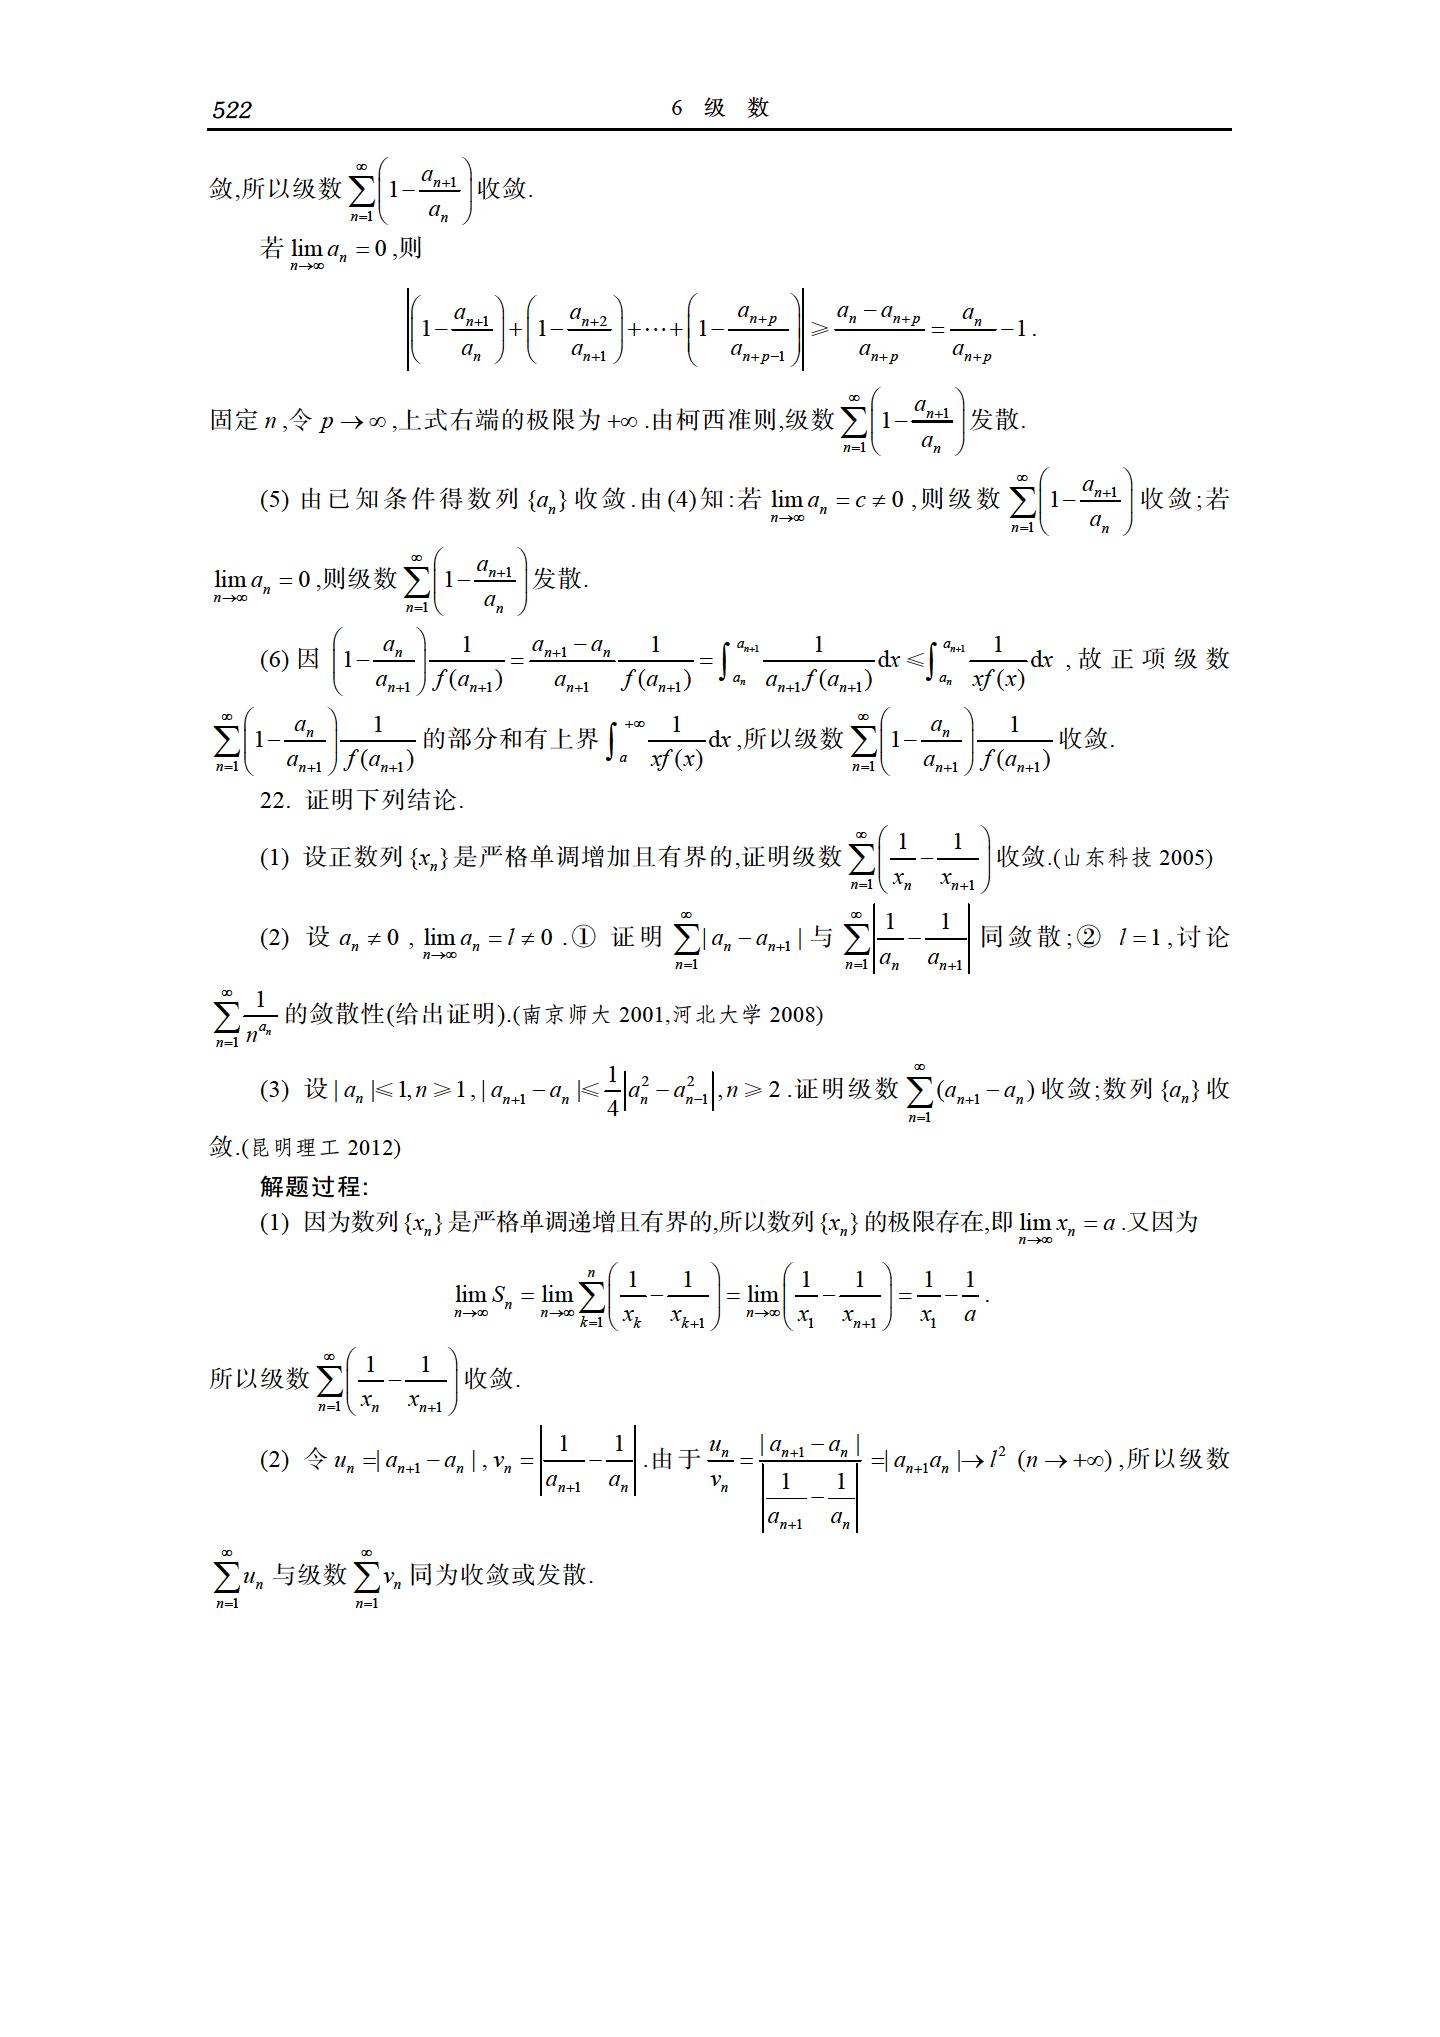 522 6 级 数
敛,所以级数 $\sum_{n=1}^{\infty}\left(1-\frac{a_{n+1}}{a_n}\right)$ 收敛.
若 $\lim_{n\to\infty}a_n=0$,则
$\left|\left(1-\frac{a_{n+1}}{a_n}\right)+\left(1-\frac{a_{n+2}}{a_{n+1}}\right)+\cdots+\left(1-\frac{a_{n+p}}{a_{n+p-1}}\right)\right|\geqslant\frac{a_n-a_{n+p}}{a_{n+p}}=\frac{a_n}{a_{n+p}}-1$.
固定 $n$,令 $p\to\infty$,上式右端的极限为 $+\infty$.由柯西准则,级数 $\sum_{n=1}^{\infty}\left(1-\frac{a_{n+1}}{a_n}\right)$ 发散.
(5) 由已知条件得数列 $\{a_n\}$ 收敛.由(4)知:若 $\lim_{n\to\infty}a_n=c\neq 0$,则级数 $\sum_{n=1}^{\infty}\left(1-\frac{a_{n+1}}{a_n}\right)$ 收敛;若
$\lim_{n\to\infty}a_n=0$,则级数 $\sum_{n=1}^{\infty}\left(1-\frac{a_{n+1}}{a_n}\right)$ 发散.
(6) 因 $\left(1-\frac{a_n}{a_{n+1}}\right)\frac{1}{f(a_{n+1})}=\frac{a_{n+1}-a_n}{a_{n+1}}\frac{1}{f(a_{n+1})}=\int_{a_n}^{a_{n+1}}\frac{1}{a_{n+1}f(a_{n+1})}\mathrm{d}x\leqslant\int_{a_n}^{a_{n+1}}\frac{1}{xf(x)}\mathrm{d}x$,故正项级数
$\sum_{n=1}^{\infty}\left(1-\frac{a_n}{a_{n+1}}\right)\frac{1}{f(a_{n+1})}$ 的部分和有上界 $\int_{a}^{+\infty}\frac{1}{xf(x)}\mathrm{d}x$,所以级数 $\sum_{n=1}^{\infty}\left(1-\frac{a_n}{a_{n+1}}\right)\frac{1}{f(a_{n+1})}$ 收敛.
22. 证明下列结论.
(1) 设正数列 $\{x_n\}$ 是严格单调增加且有界的,证明级数 $\sum_{n=1}^{\infty}\left(\frac{1}{x_n}-\frac{1}{x_{n+1}}\right)$ 收敛.(山东科技 2005)
(2) 设 $a_n\neq 0$, $\lim_{n\to\infty}a_n=l\neq 0$.① 证明 $\sum_{n=1}^{\infty}|a_n-a_{n+1}|$ 与 $\sum_{n=1}^{\infty}\left|\frac{1}{a_n}-\frac{1}{a_{n+1}}\right|$ 同敛散;② $l=1$,讨论
$\sum_{n=1}^{\infty}\frac{1}{n^{a_n}}$ 的敛散性(给出证明).(南京师大 2001,河北大学 2008)
(3) 设 $|a_n|\leqslant 1,n\geqslant 1,|a_{n+1}-a_n|\leqslant\frac{1}{4}\left|a_n^2-a_{n-1}^2\right|,n\geqslant 2$.证明级数 $\sum_{n=1}^{\infty}(a_{n+1}-a_n)$ 收敛;数列 $\{a_n\}$ 收
敛.(昆明理工 2012)
解题过程:
(1) 因为数列 $\{x_n\}$ 是严格单调递增且有界的,所以数列 $\{x_n\}$ 的极限存在,即 $\lim_{n\to\infty}x_n=a$.又因为
$\lim_{n\to\infty}S_n=\lim_{n\to\infty}\sum_{k=1}^{n}\left(\frac{1}{x_k}-\frac{1}{x_{k+1}}\right)=\lim_{n\to\infty}\left(\frac{1}{x_1}-\frac{1}{x_{n+1}}\right)=\frac{1}{x_1}-\frac{1}{a}$.
所以级数 $\sum_{n=1}^{\infty}\left(\frac{1}{x_n}-\frac{1}{x_{n+1}}\right)$ 收敛.
(2) 令 $u_n=|a_{n+1}-a_n|,v_n=\left|\frac{1}{a_{n+1}}-\frac{1}{a_n}\right|$.由于 $\frac{u_n}{v_n}=\frac{|a_{n+1}-a_n|}{\left|\frac{1}{a_{n+1}}-\frac{1}{a_n}\right|}=|a_{n+1}a_n|\to l^2\ (n\to+\infty)$,所以级数
$\sum_{n=1}^{\infty}u_n$ 与级数 $\sum_{n=1}^{\infty}v_n$ 同为收敛或发散.